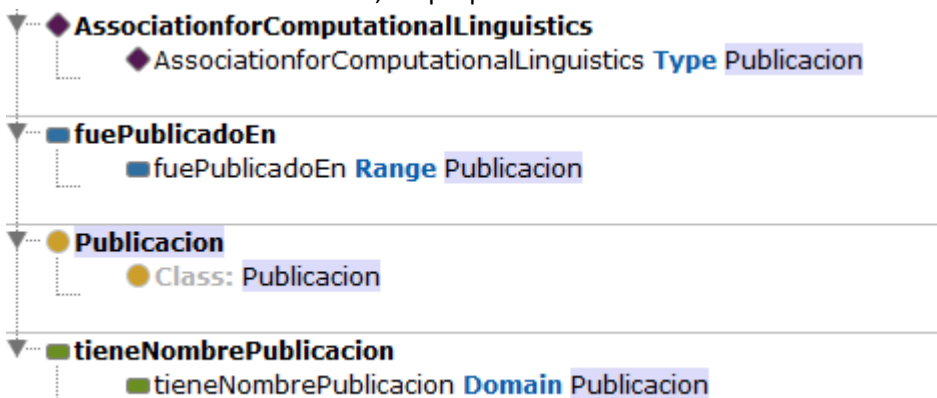 AssociationforComputationalLinguistics
AssociationforComputationalLinguistics Type Publicacion
fuePublicadoEn
fuePublicadoEn Range Publicacion
Publicacion
Class: Publicacion
tieneNombrePublicacion
tieneNombrePublicacion Domain Publicacion